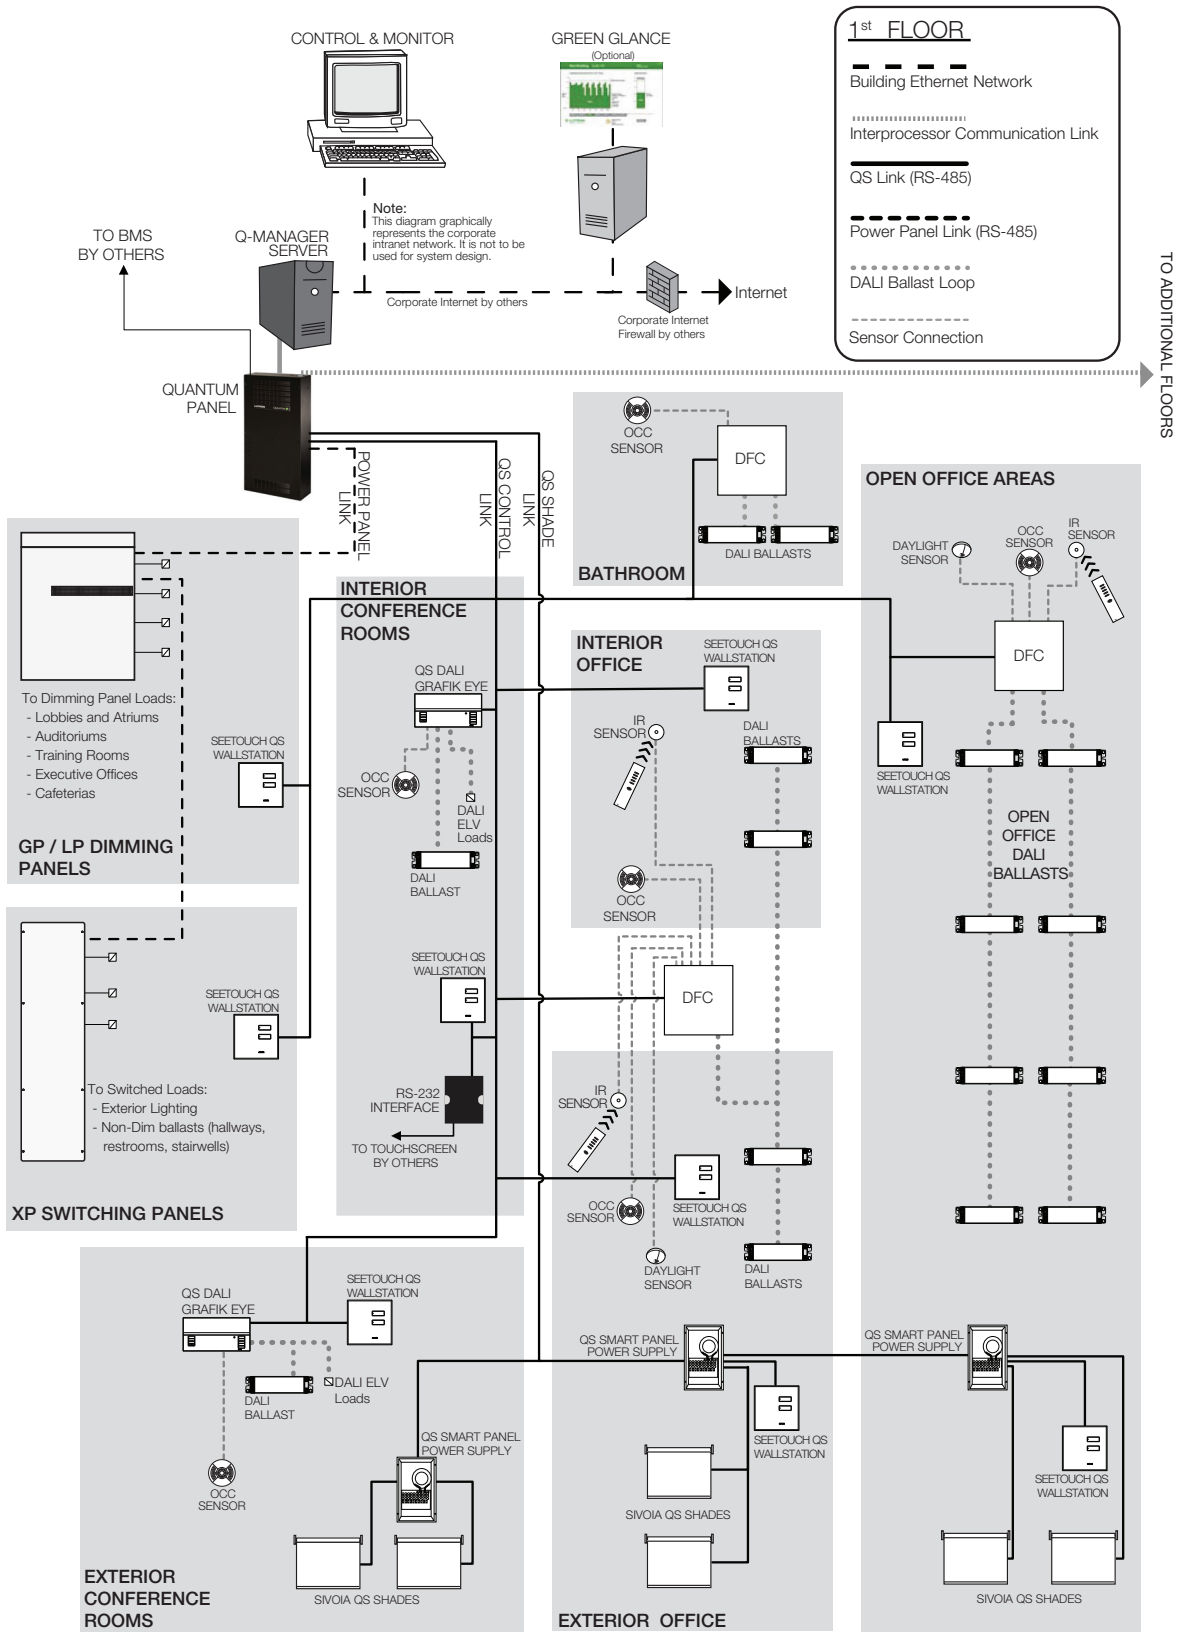 CONTROL & MONITOR
GREEN GLANCE
(Optional)
1st FLOOR
Building Ethernet Network
Interprocessor Communication Link
QS Link (RS-485)
Power Panel Link (RS-485)
DALI Ballast Loop
Sensor Connection
TO ADDITIONAL FLOORS
Note:
This diagram graphically
represents the corporate
intranet network. It is not to be
used for system design.
TO BMS
BY OTHERS
Q-MANAGER
SERVER
Corporate Internet by others
Internet
Corporate Internet
Firewall by others
QUANTUM
PANEL
POWER PANEL
LINK
QS CONTROL
LINK
QS SHADE
LINK
OCC
SENSOR
DFC
DALI BALLASTS
BATHROOM
OPEN OFFICE AREAS
DAYLIGHT
SENSOR
OCC
SENSOR
IR
SENSOR
DFC
SEETOUCH QS
WALLSTATION
OPEN
OFFICE
DALI
BALLASTS
To Dimming Panel Loads:
- Lobbies and Atriums
- Auditoriums
- Training Rooms
- Executive Offices
- Cafeterias
GP / LP DIMMING
PANELS
SEETOUCH QS
WALLSTATION
INTERIOR
CONFERENCE
ROOMS
QS DALI
GRAFIK EYE
OCC
SENSOR
DALI
ELV
Loads
DALI
BALLAST
SEETOUCH QS
WALLSTATION
RS-232
INTERFACE
TO TOUCHSCREEN
BY OTHERS
INTERIOR
OFFICE
SEETOUCH QS
WALLSTATION
IR
SENSOR
DALI
BALLASTS
OCC
SENSOR
DFC
SEETOUCH QS
WALLSTATION
To Switched Loads:
- Exterior Lighting
- Non-Dim ballasts (hallways,
restrooms, stairwells)
XP SWITCHING PANELS
IR
SENSOR
OCC
SENSOR
SEETOUCH QS
WALLSTATION
DAYLIGHT
SENSOR
DALI
BALLASTS
QS DALI
GRAFIK EYE
SEETOUCH QS
WALLSTATION
DALI
BALLAST
DALI ELV
Loads
OCC
SENSOR
QS SMART PANEL
POWER SUPPLY
SIVOIA QS SHADES
EXTERIOR
CONFERENCE
ROOMS
QS SMART PANEL
POWER SUPPLY
SEETOUCH QS
WALLSTATION
SIVOIA QS SHADES
EXTERIOR OFFICE
QS SMART PANEL
POWER SUPPLY
SEETOUCH QS
WALLSTATION
SIVOIA QS SHADES